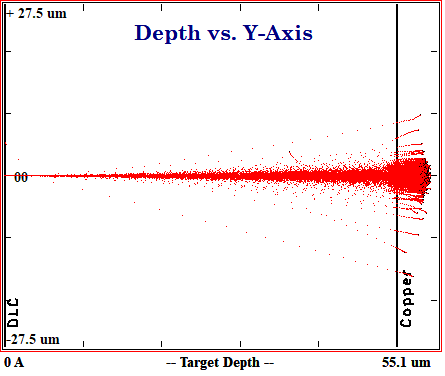 + 27.5 um
Depth vs. Y-Axis
00
DLC
Copper
-27.5 um
0 A
-- Target Depth --
55.1 um